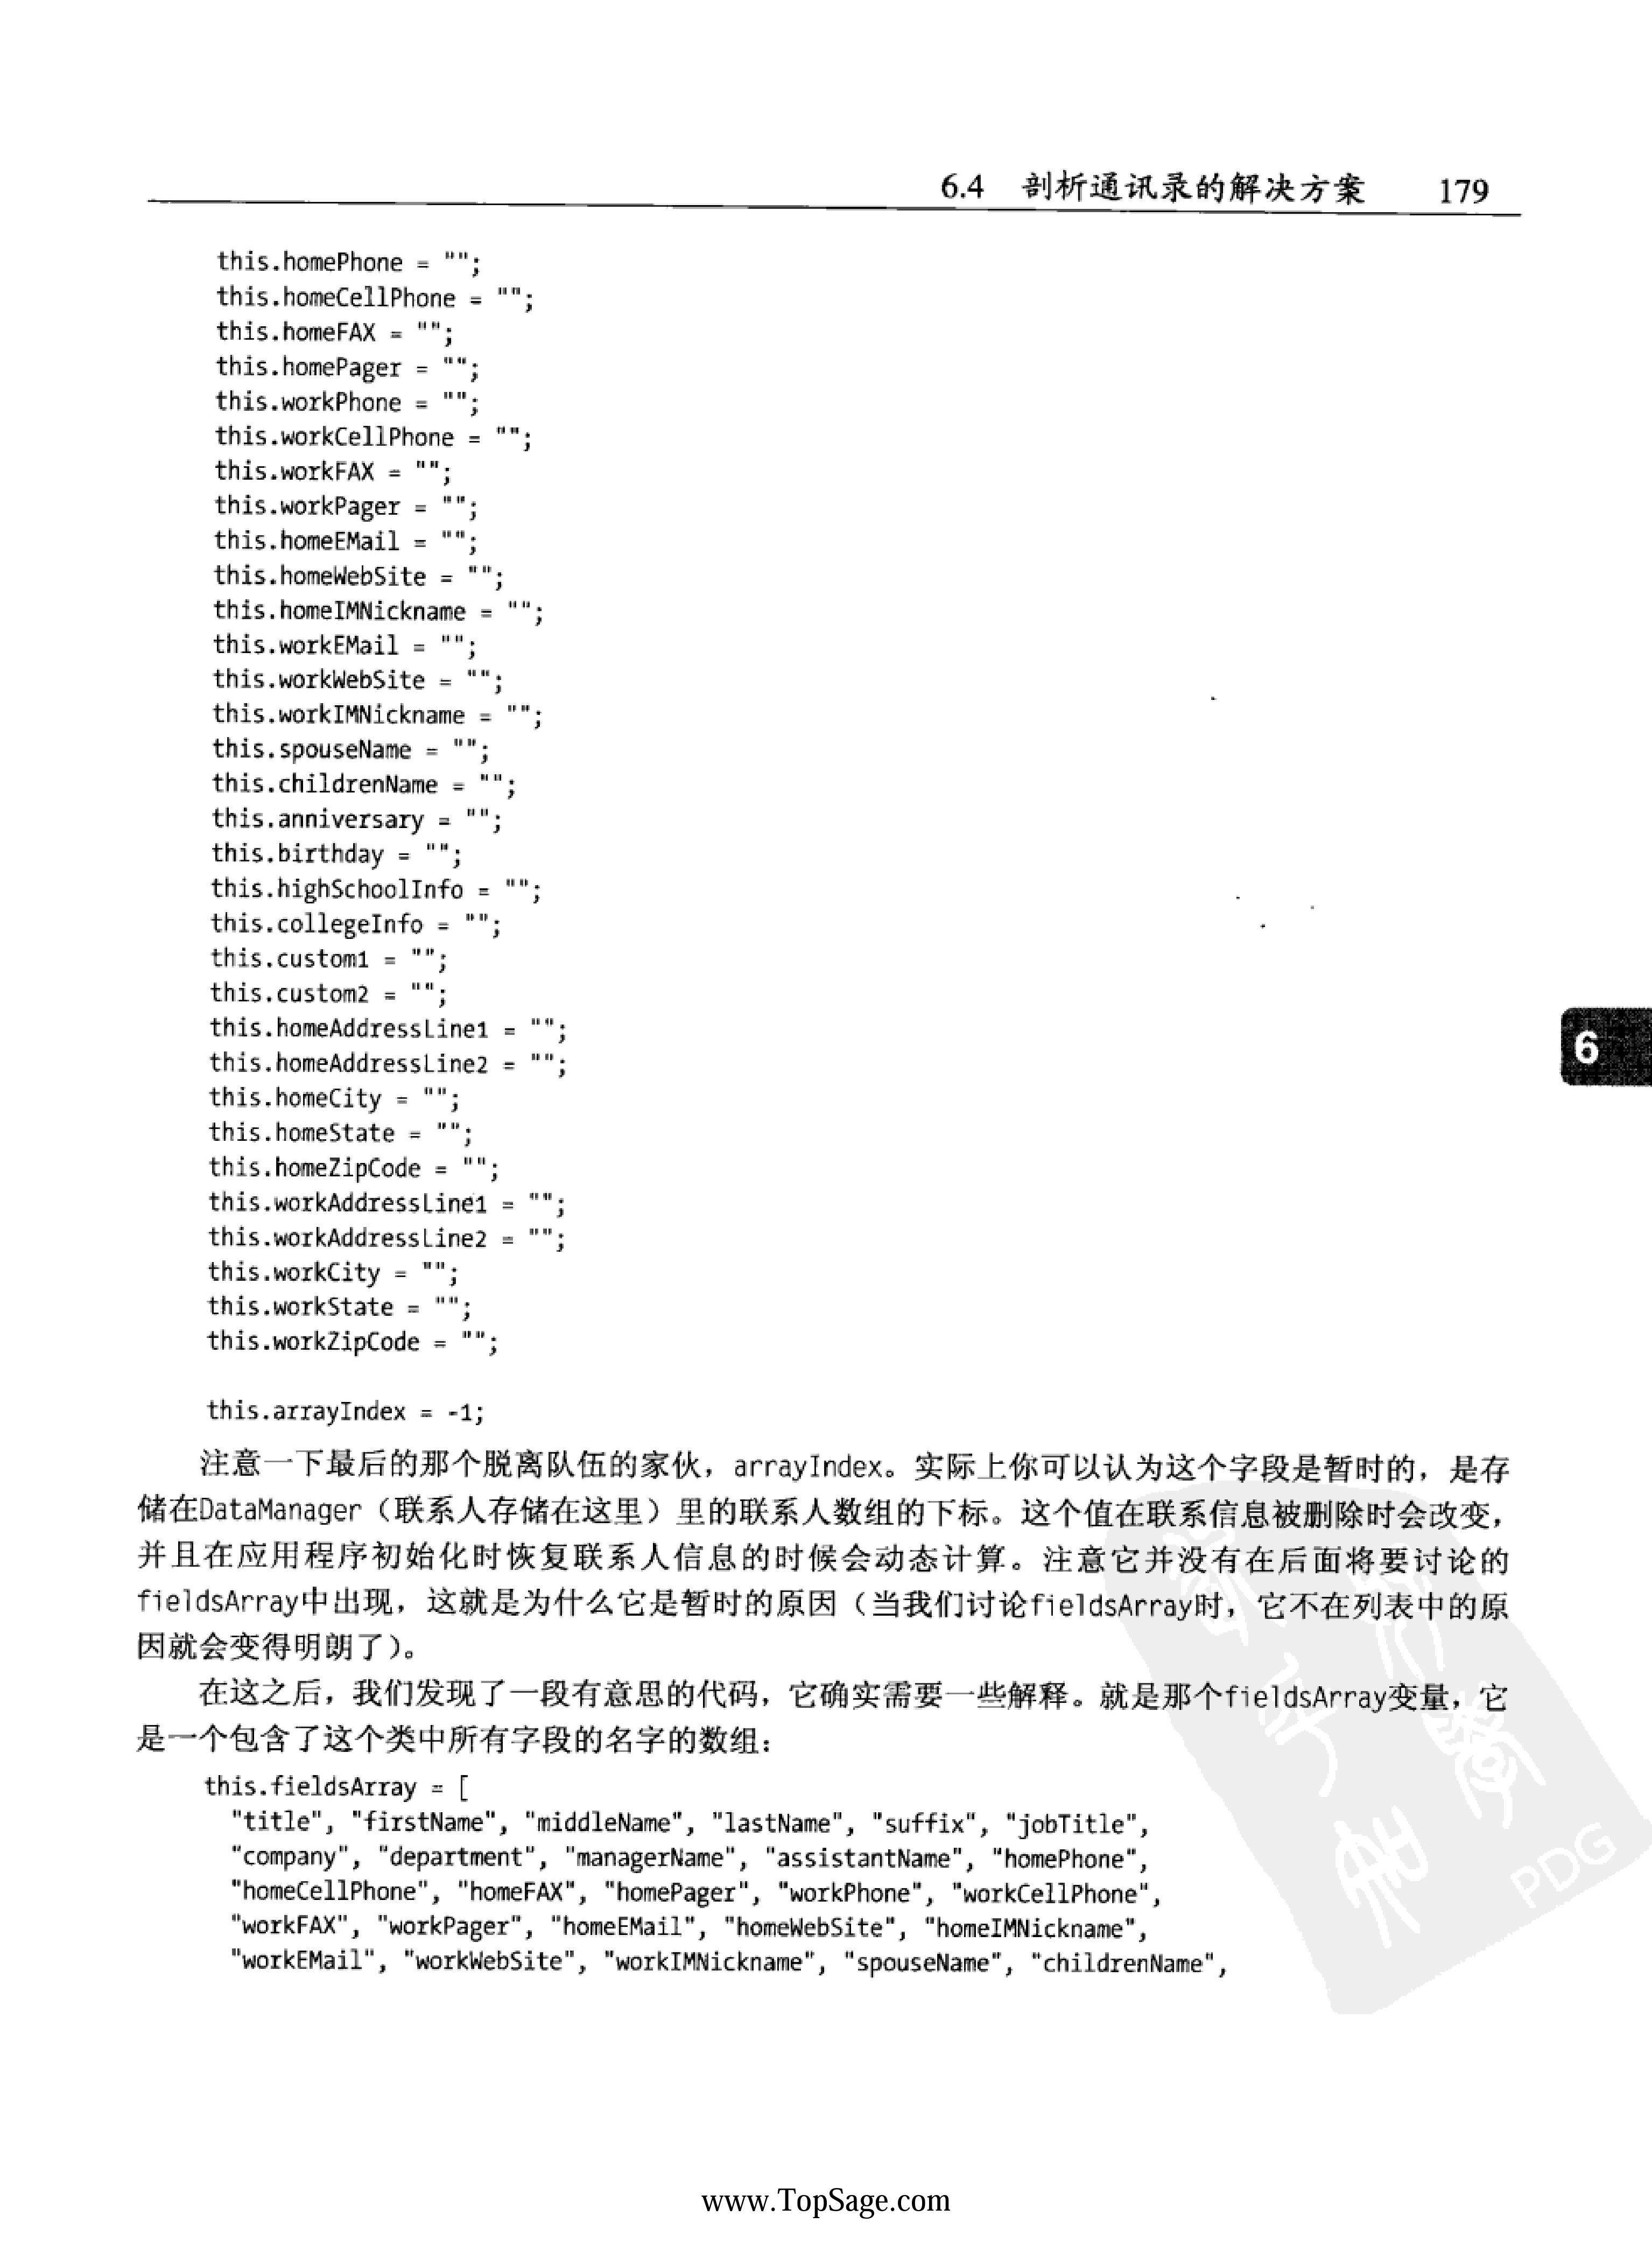 6.4 剖析通讯录的解决方案 179
this.homePhone = "";
this.homeCellPhone = "";
this.homeFAX = "";
this.homePager = "";
this.workPhone = "";
this.workCellPhone = "";
this.workFAX = "";
this.workPager = "";
this.homeEMail = "";
this.homeWebSite = "";
this.homeIMNickname = "";
this.workEMail = "";
this.workWebSite = "";
this.workIMNickname = "";
this.spouseName = "";
this.childrenName = "";
this.anniversary = "";
this.birthday = "";
this.highSchoolInfo = "";
this.collegeInfo = "";
this.custom1 = "";
this.custom2 = "";
this.homeAddressLine1 = "";
this.homeAddressLine2 = "";
this.homeCity = "";
this.homeState = "";
this.homeZipCode = "";
this.workAddressLine1 = "";
this.workAddressLine2 = "";
this.workCity = "";
this.workState = "";
this.workZipCode = "";
this.arrayIndex = -1;
6
注意一下最后的那个脱离队伍的家伙，arrayIndex。实际上你可以认为这个字段是暂时的，是存
储在DataManager（联系人存储在这里）里的联系人数组的下标。这个值在联系信息被删除时会改变，
并且在应用程序初始化时恢复联系人信息的时候会动态计算。注意它并没有在后面将要讨论的
fieldsArray中出现，这就是为什么它是暂时的原因（当我们讨论fieldsArray时，它不在列表中的原
因就会变得明朗了）。
在这之后，我们发现了一段有意思的代码，它确实需要一些解释。就是那个fieldsArray变量，它
是一个包含了这个类中所有字段的名字的数组：
this.fieldsArray = [
"title", "firstName", "middleName", "lastName", "suffix", "jobTitle",
"company", "department", "managerName", "assistantName", "homePhone",
"homeCellPhone", "homeFAX", "homePager", "workPhone", "workCellPhone",
"workFAX", "workPager", "homeEMail", "homeWebSite", "homeIMNickname",
"workEMail", "workWebSite", "workIMNickname", "spouseName", "childrenName",
PDG
www.TopSage.com